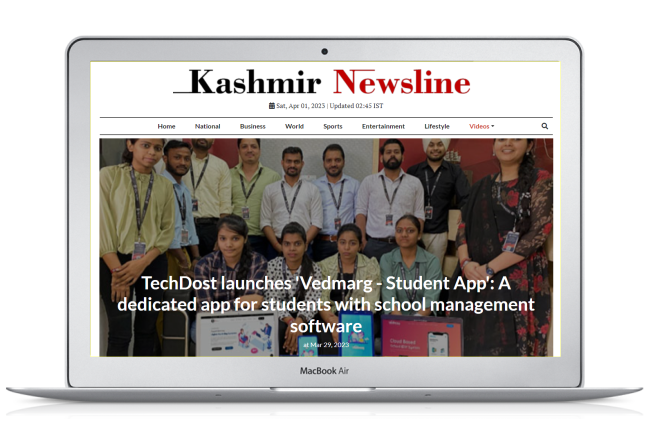 Kashmir Newsline
Sat, Apr 01, 2023 | Updated 02:45 IST
Home National Business World Sports Entertainment Lifestyle Videos
TechDost launches 'Vedmarg - Student App': A
dedicated app for students with school management
software
at Mar 29, 2023
MacBook Air